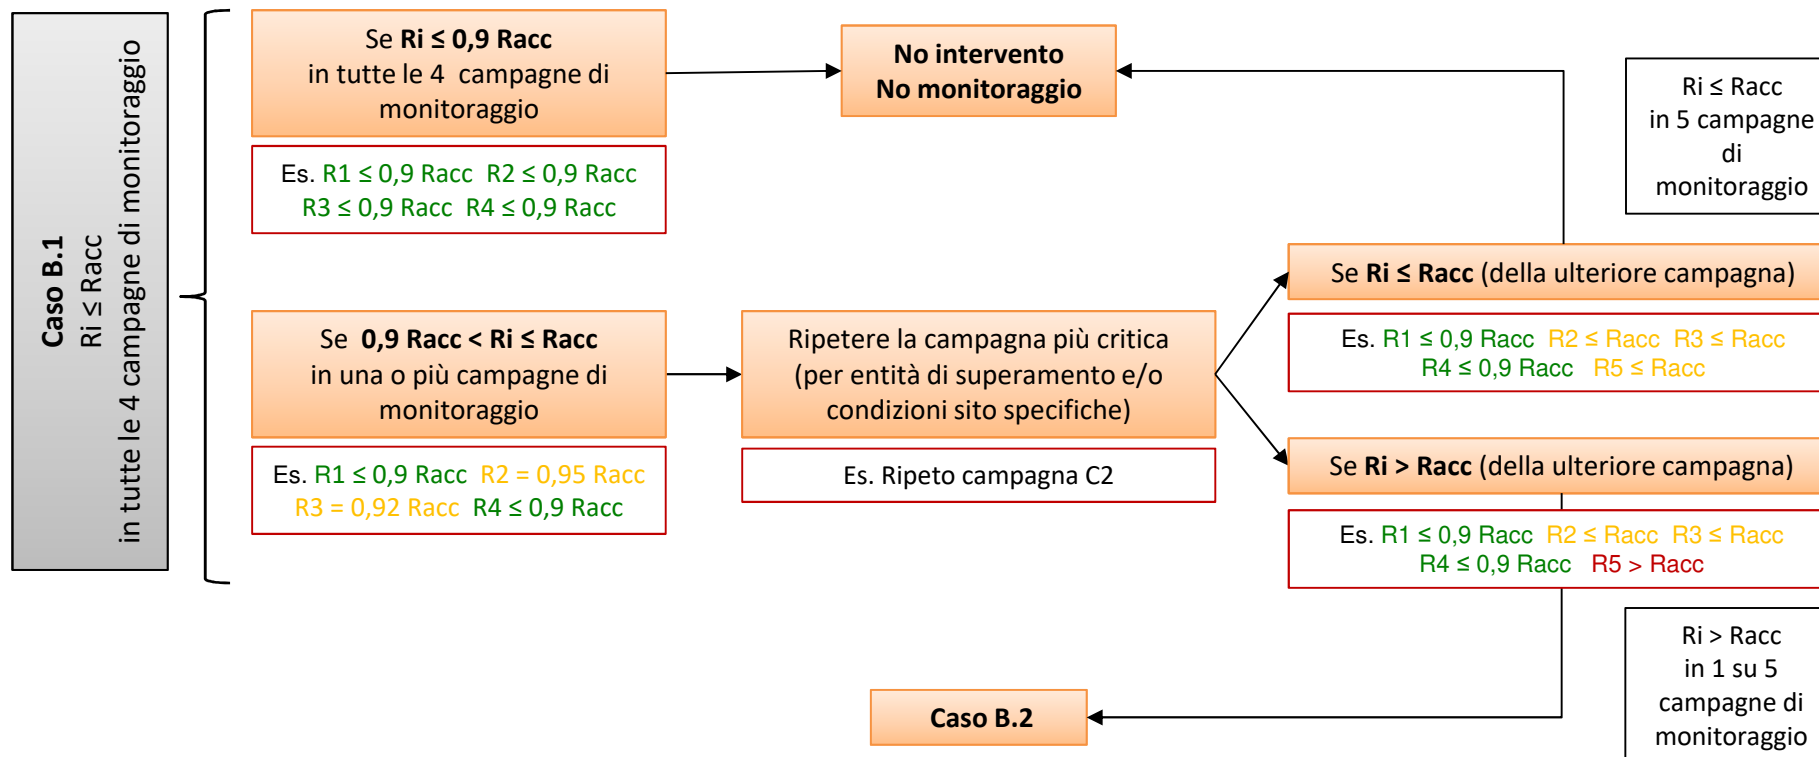 Caso B.1
Ri ≤ Racc
in tutte le 4 campagne di monitoraggio
Se Ri ≤ 0,9 Racc
in tutte le 4 campagne di
monitoraggio
Es. R1 ≤ 0,9 Racc R2 ≤ 0,9 Racc
R3 ≤ 0,9 Racc R4 ≤ 0,9 Racc
No intervento
No monitoraggio
Ri ≤ Racc
in 5 campagne
di
monitoraggio
Se 0,9 Racc < Ri ≤ Racc
in una o più campagne di
monitoraggio
Es. R1 ≤ 0,9 Racc R2 = 0,95 Racc
R3 = 0,92 Racc R4 ≤ 0,9 Racc
Ripetere la campagna più critica
(per entità di superamento e/o
condizioni sito specifiche)
Es. Ripeto campagna C2
Se Ri ≤ Racc (della ulteriore campagna)
Es. R1 ≤ 0,9 Racc R2 ≤ Racc R3 ≤ Racc
R4 ≤ 0,9 Racc R5 ≤ Racc
Se Ri > Racc (della ulteriore campagna)
Es. R1 ≤ 0,9 Racc R2 ≤ Racc R3 ≤ Racc
R4 ≤ 0,9 Racc R5 > Racc
Ri > Racc
in 1 su 5
campagne di
monitoraggio
Caso B.2